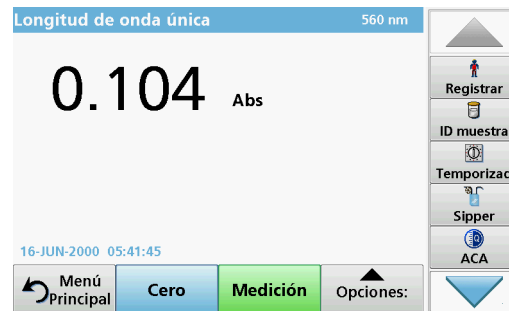 Longitud de onda única 560 nm
0.104 Abs
16-JUN-2000 05:41:45
Menú Principal
Cero
Medición
Opciones:
Registrar
ID muestra
Temporizad
Sipper
ACA